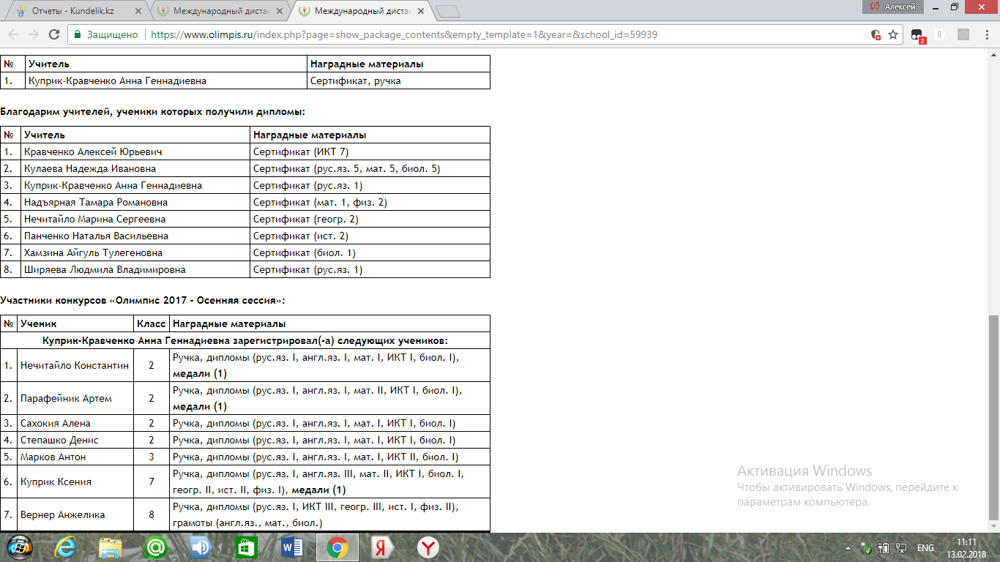 Отчеты - Kundelik.kz
Международный диста
Международный диста
Алексей
Защищено https://www.olimpis.ru/index.php?page=show_package_contents&empty_template=1&year=&school_id=59939
2
№ Учитель Наградные материалы
1. Куприк-Кравченко Анна Геннадиевна Сертификат, ручка
Благодарим учителей, ученики которых получили дипломы:
№ Учитель Наградные материалы
1. Кравченко Алексей Юрьевич Сертификат (ИКТ 7)
2. Кулаева Надежда Ивановна Сертификат (рус.яз. 5, мат. 5, биол. 5)
3. Куприк-Кравченко Анна Геннадиевна Сертификат (рус.яз. 1)
4. Надъярная Тамара Романовна Сертификат (мат. 1, физ. 2)
5. Нечитайло Марина Сергеевна Сертификат (геогр. 2)
6. Панченко Наталья Васильевна Сертификат (ист. 2)
7. Хамзина Айгуль Тулегеновна Сертификат (биол. 1)
8. Ширяева Людмила Владимировна Сертификат (рус.яз. 1)
Участники конкурсов «Олимпис 2017 - Осенняя сессия»:
№ Ученик Класс Наградные материалы
Куприк-Кравченко Анна Геннадиевна зарегистрировал(-а) следующих учеников:
1. Нечитайло Константин 2 Ручка, дипломы (рус.яз. I, англ.яз. I, мат. I, ИКТ I, биол. I),
медали (1)
2. Парафейник Артем 2 Ручка, дипломы (рус.яз. I, англ.яз. I, мат. II, ИКТ I, биол. I),
медали (1)
3. Сахокия Алена 2 Ручка, дипломы (рус.яз. I, англ.яз. I, мат. I, ИКТ I, биол. I)
4. Степашко Денис 2 Ручка, дипломы (рус.яз. I, англ.яз. I, мат. I, ИКТ I, биол. I)
5. Марков Антон 3 Ручка, дипломы (рус.яз. I, англ.яз. I, мат. I, ИКТ II, биол. I)
6. Куприк Ксения 7 Ручка, дипломы (рус.яз. I, англ.яз. III, мат. II, ИКТ I, биол. I,
геогр. II, ист. II, физ. I), медали (1)
7. Вернер Анжелика 8 Ручка, дипломы (рус.яз. I, ИКТ III, геогр. III, ист. I, физ. II),
грамоты (англ.яз., мат., биол.)
Активация Windows
Чтобы активировать Windows, перейдите к
параметрам компьютера.
ENG
11:11
13.02.2018